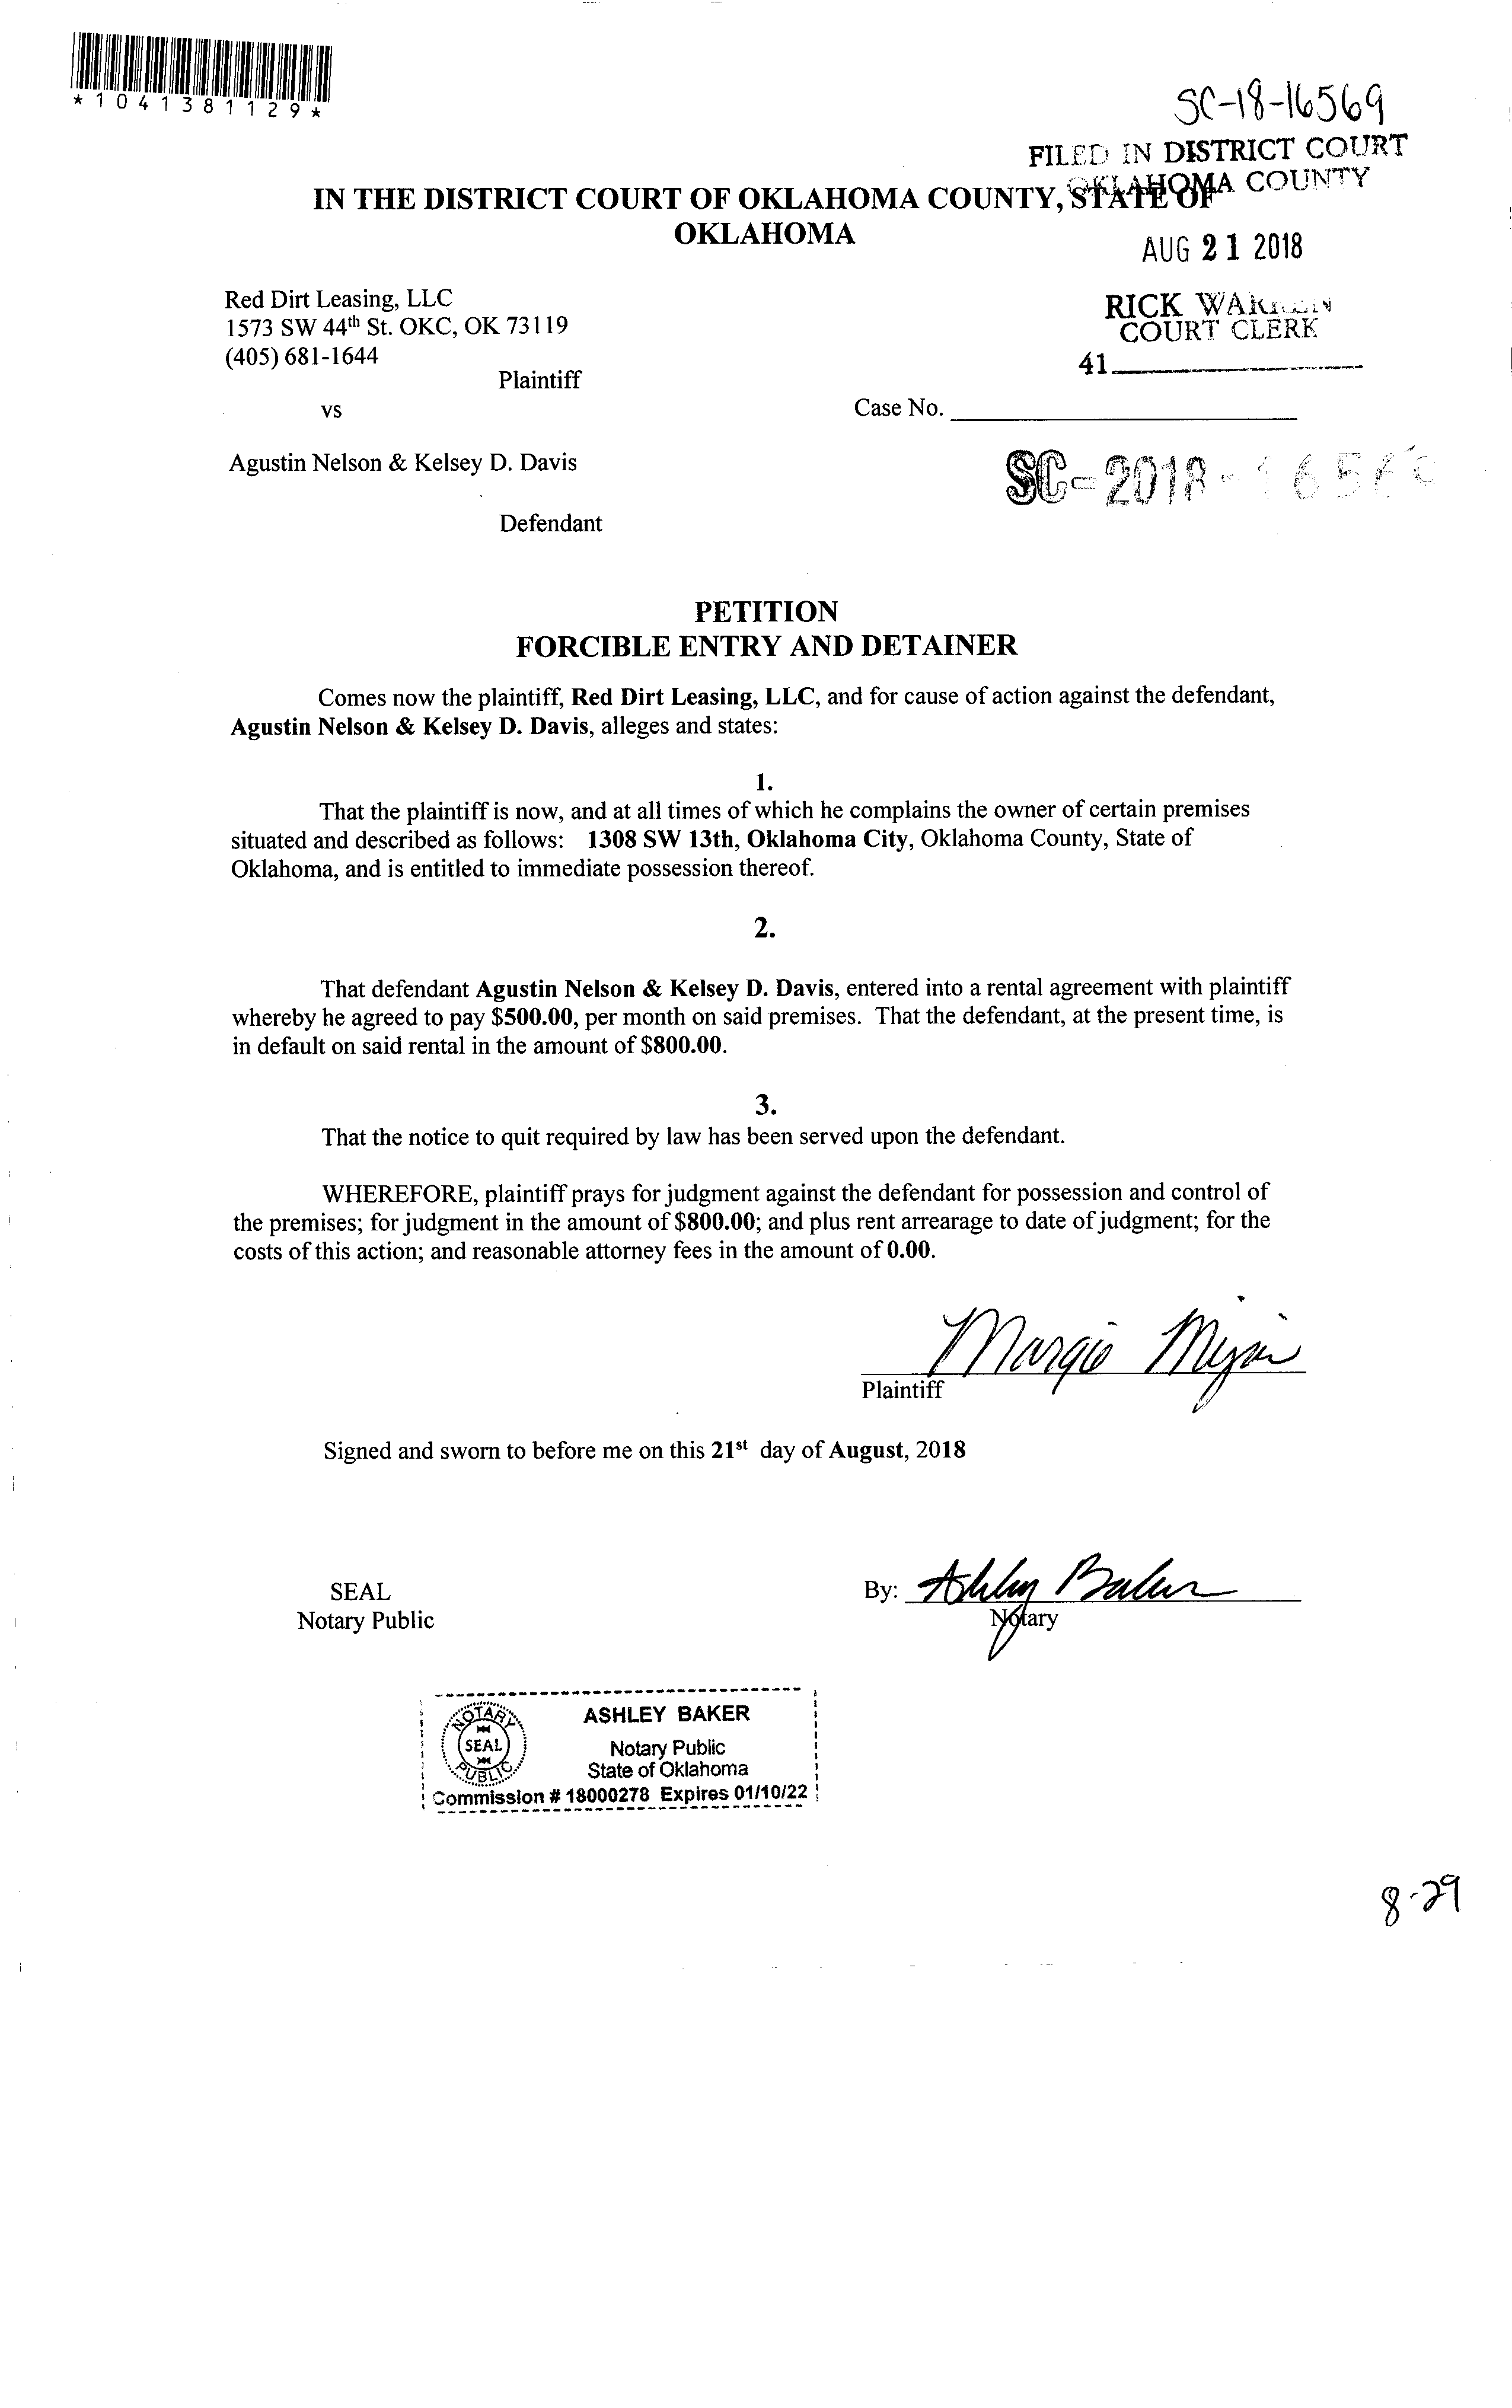 *1041381129*
SC-18-16569
FILED IN DISTRICT COURT
OKLAHOMA COUNTY
IN THE DISTRICT COURT OF OKLAHOMA COUNTY, STATE OF
OKLAHOMA
AUG 21 2018
Red Dirt Leasing, LLC
1573 SW 44th St. OKC, OK 73119
(405) 681-1644
RICK WARREN
COURT CLERK
41
Plaintiff
vs
Case No.
Agustin Nelson & Kelsey D. Davis
SC-2018-1656
Defendant
PETITION
FORCIBLE ENTRY AND DETAINER
Comes now the plaintiff, Red Dirt Leasing, LLC, and for cause of action against the defendant,
Agustin Nelson & Kelsey D. Davis, alleges and states:
1.
That the plaintiff is now, and at all times of which he complains the owner of certain premises
situated and described as follows: 1308 SW 13th, Oklahoma City, Oklahoma County, State of
Oklahoma, and is entitled to immediate possession thereof.
2.
That defendant Agustin Nelson & Kelsey D. Davis, entered into a rental agreement with plaintiff
whereby he agreed to pay $500.00, per month on said premises. That the defendant, at the present time, is
in default on said rental in the amount of $800.00.
3.
That the notice to quit required by law has been served upon the defendant.
WHEREFORE, plaintiff prays for judgment against the defendant for possession and control of
the premises; for judgment in the amount of $800.00; and plus rent arrearage to date of judgment; for the
costs of this action; and reasonable attorney fees in the amount of 0.00.
Margie
Plaintiff
Signed and sworn to before me on this 21st day of August, 2018
SEAL
Notary Public
By: Ashley Baker
Notary
NOTARY
SEAL
PUBLIC
ASHLEY BAKER
Notary Public
State of Oklahoma
Commission # 18000278 Expires 01/10/22
8-29